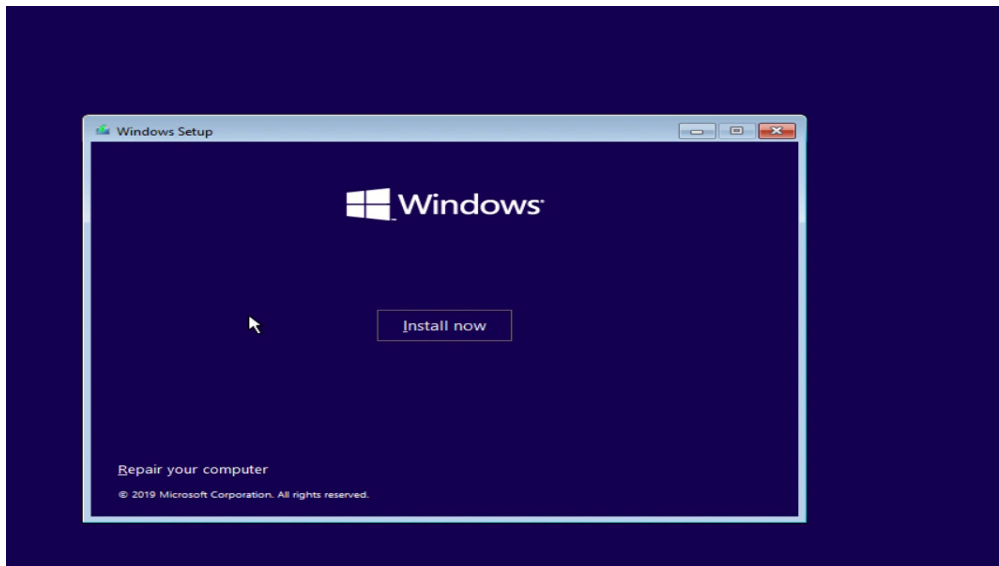 Windows Setup
Windows
Install now
Repair your computer
© 2019 Microsoft Corporation. All rights reserved.